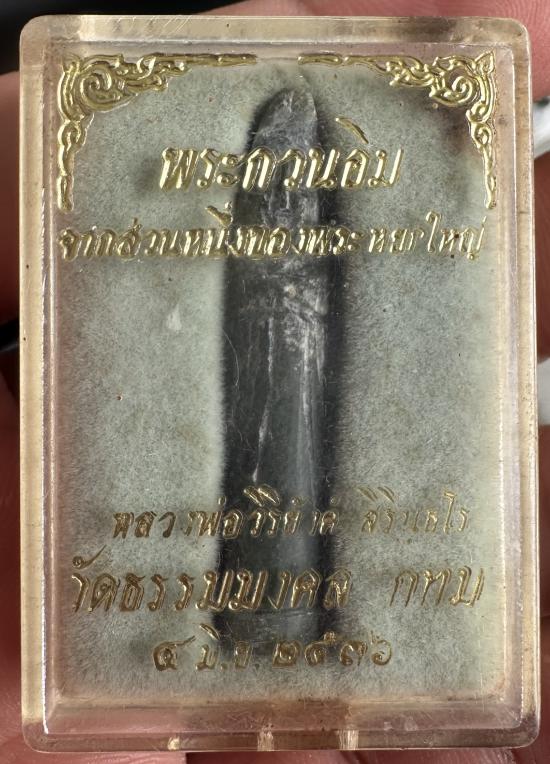 พระกวนอิม
จากส่วนหนึ่งของพระหยกใหญ่
หลวงพ่อวิริยังค์ สิรินฺธโร
วัดธรรมมงคล กทม
๔ มี.ค. ๒๕๓๖